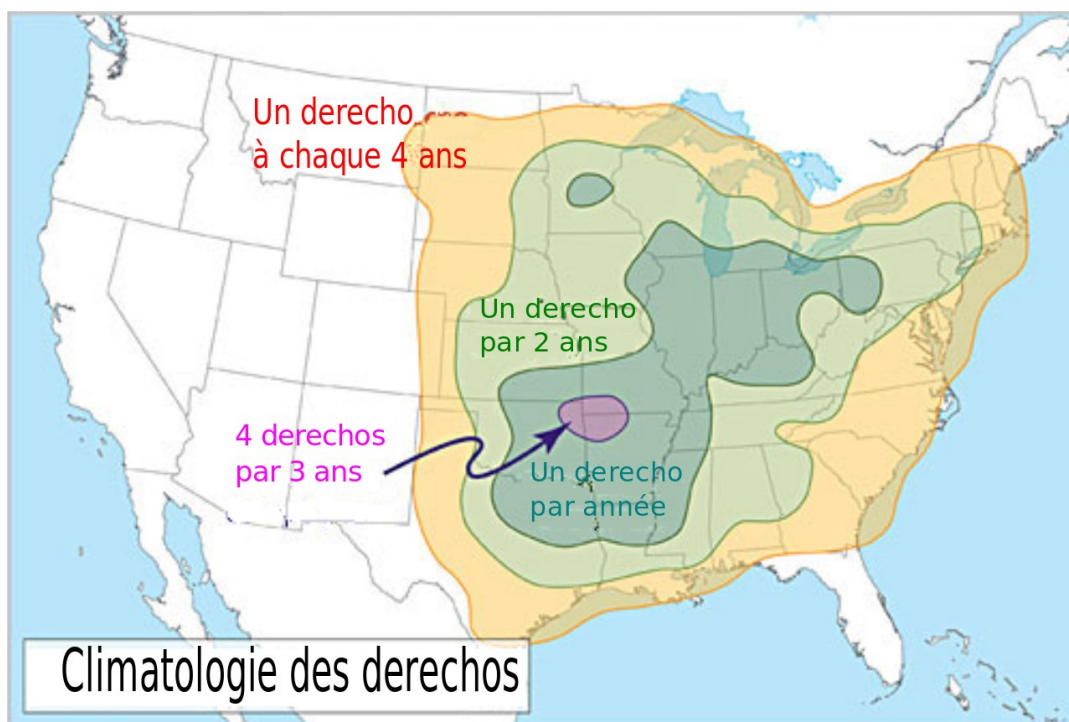 Un derecho
à chaque 4 ans
Un derecho
par 2 ans
4 derechos
par 3 ans
Un derecho
par année
Climatologie des derechos